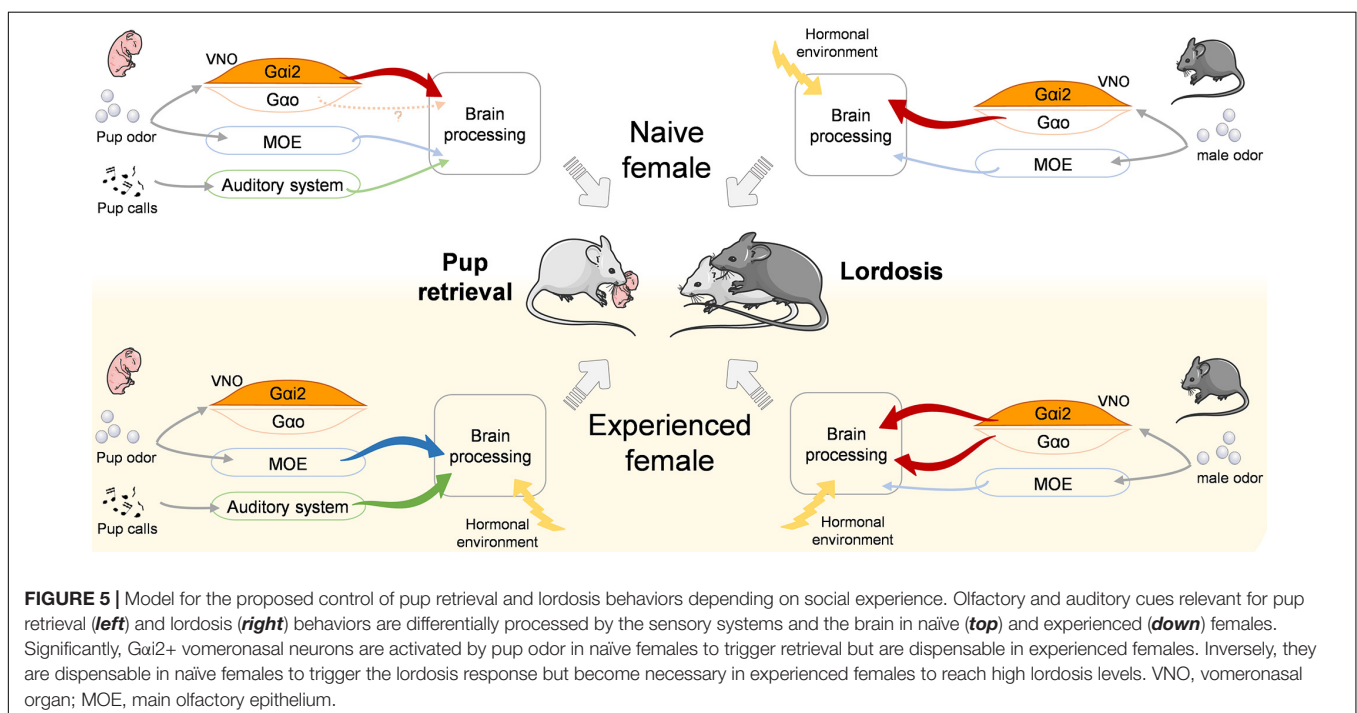 VNO
Gαi2
Gαo
?
Pup odor
MOE
Pup calls
Auditory system
Brain
processing
Naive
female
Hormonal
environment
Brain
processing
VNO
Gαi2
Gαo
MOE
male odor
Pup
retrieval
Lordosis
VNO
Gαi2
Gαo
Pup odor
MOE
Pup calls
Auditory system
Brain
processing
Hormonal
environment
Experienced
female
Brain
processing
Hormonal
environment
VNO
Gαi2
Gαo
MOE
male odor
FIGURE 5 | Model for the proposed control of pup retrieval and lordosis behaviors depending on social experience. Olfactory and auditory cues relevant for pup
retrieval (left) and lordosis (right) behaviors are differentially processed by the sensory systems and the brain in naïve (top) and experienced (down) females.
Significantly, Gαi2+ vomeronasal neurons are activated by pup odor in naïve females to trigger retrieval but are dispensable in experienced females. Inversely, they
are dispensable in naïve females to trigger the lordosis response but become necessary in experienced females to reach high lordosis levels. VNO, vomeronasal
organ; MOE, main olfactory epithelium.